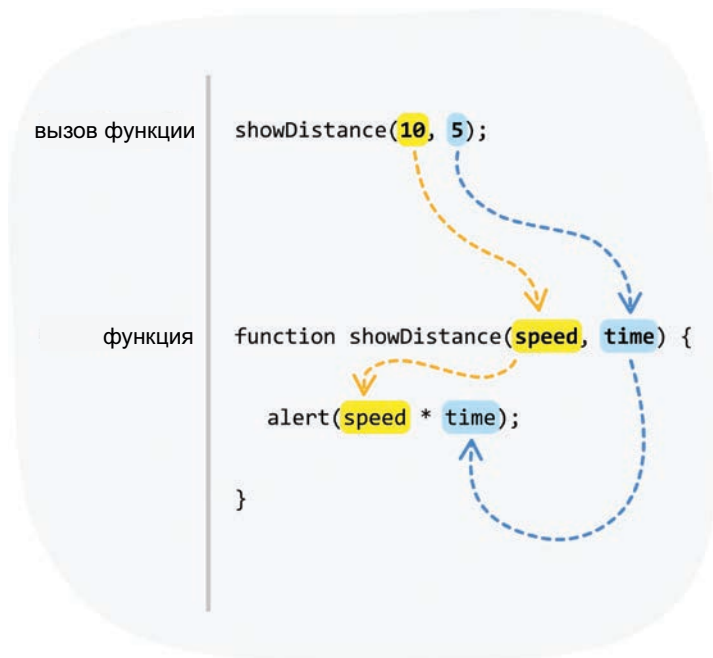 вызов функции showDistance(10, 5);
функция function showDistance(speed, time) {
alert(speed * time);
}